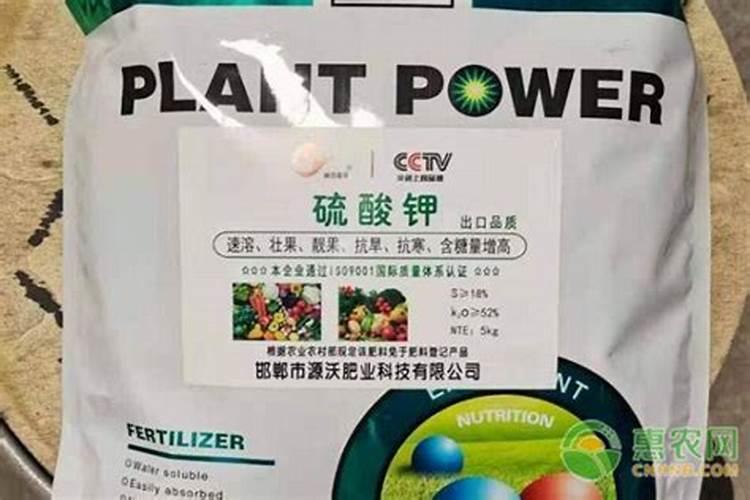 PLANT POWER
CCTV
硫酸钾 出口品质
速溶、壮果、靓果、抗旱、抗寒、含糖量增高
☆☆☆本企业通过ISO9001国际质量体系认证☆☆☆
S≥18%
k₂O≥52%
NTE: 5kg
根据农业农村部规定该肥料免于肥料登记产品
邯郸市源沃肥业科技有限公司
NUTRITION
FERTILIZER
Water soluble
Easily absorbed
惠农网
CNHNB.COM